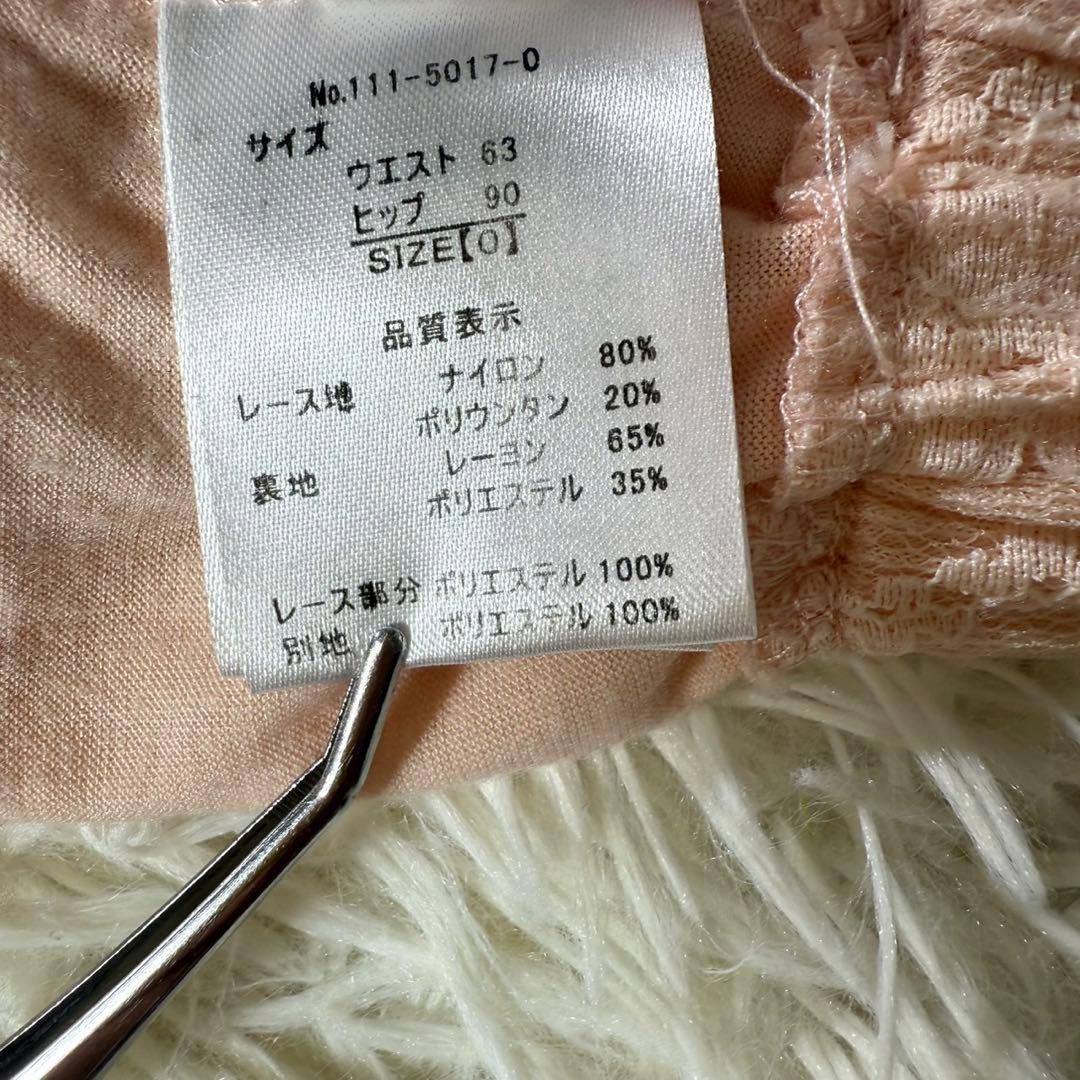 No.111-5017-0
サイズ
ウエスト 63
ヒップ 90
SIZE【0】
品質表示
レース地 ナイロン 80%
ポリウンタン 20%
裏地 レーヨン 65%
ポリエステル 35%
レース部分 ポリエステル 100%
別地 ポリエステル 100%